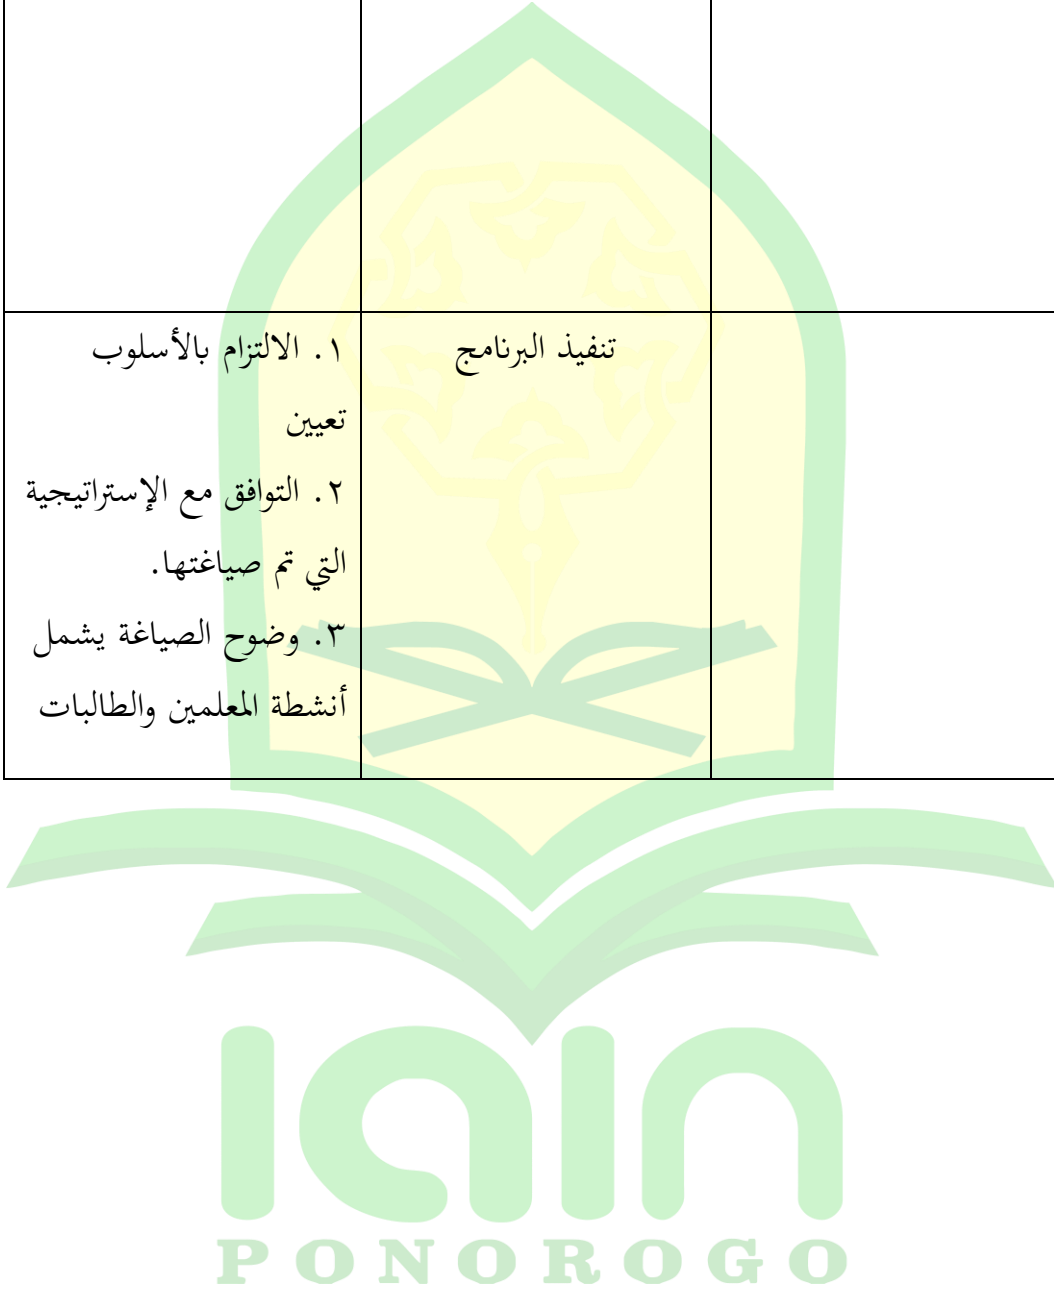 تنفيذ البرنامج
١. الالتزام بالأسلوب
تعيين
٢. التوافق مع الإستراتيجية
التي تم صياغتها.
٣. وضوح الصياغة يشمل
أنشطة المعلمين والطالبات
iain
PONOROGO